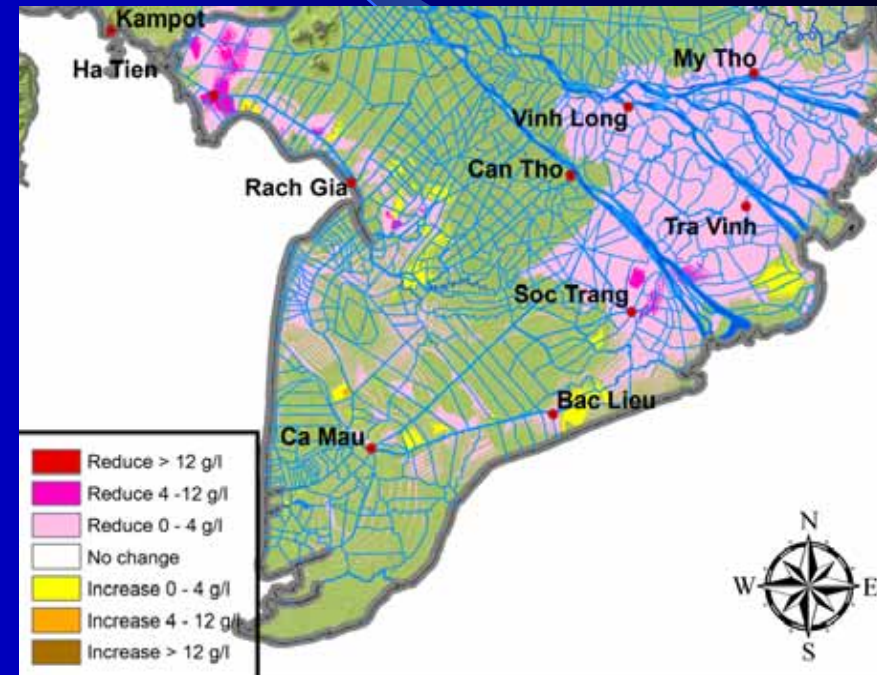 Kampot
Ha Tien
My Tho
Vinh Long
Can Tho
Rach Gia
Tra Vinh
Soc Trang
Bac Lieu
Ca Mau
Reduce > 12 g/l
Reduce 4 -12 g/l
Reduce 0 - 4 g/l
No change
Increase 0 - 4 g/l
Increase 4 - 12 g/l
Increase > 12 g/l
N
W E
S